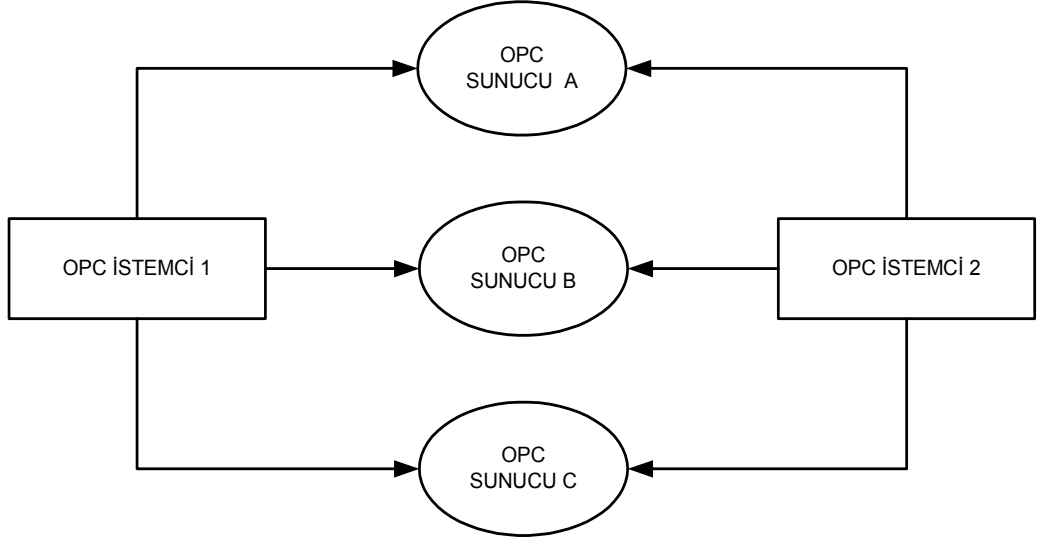 OPC
SUNUCU A
OPC İSTEMCİ 1
OPC
SUNUCU B
OPC İSTEMCİ 2
OPC
SUNUCU C